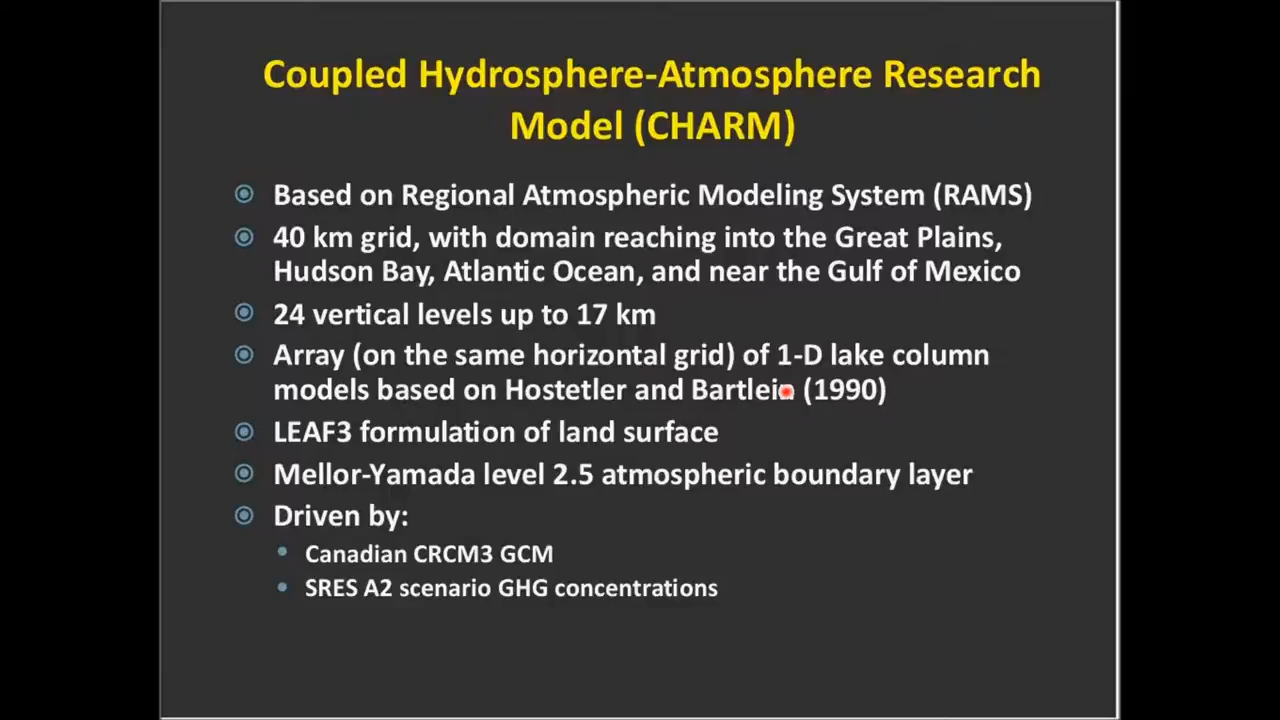 Coupled Hydrosphere-Atmosphere Research
Model (CHARM)
Based on Regional Atmospheric Modeling System (RAMS)
40 km grid, with domain reaching into the Great Plains,
Hudson Bay, Atlantic Ocean, and near the Gulf of Mexico
24 vertical levels up to 17 km
Array (on the same horizontal grid) of 1-D lake column
models based on Hostetler and Bartlein (1990)
LEAF3 formulation of land surface
Mellor-Yamada level 2.5 atmospheric boundary layer
Driven by:
Canadian CRCM3 GCM
SRES A2 scenario GHG concentrations